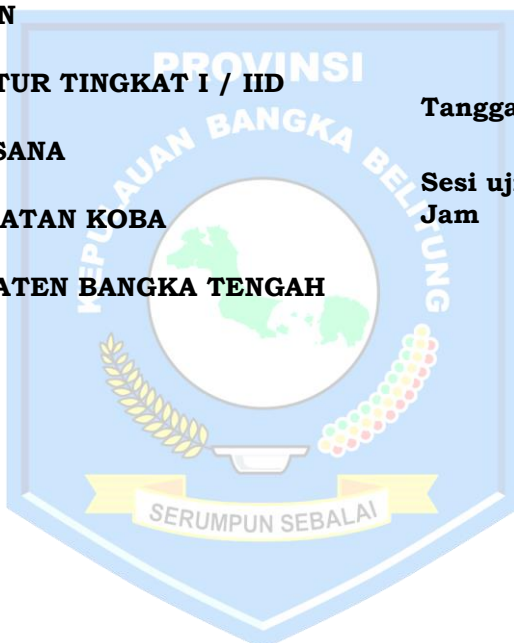 N
PROVINSI
TUR TINGKAT I / IID
Tangga
KEPULAUAN BANGKA BELITUNG
SANA
Sesi uj
Jam
ATAN KOBA
ATEN BANGKA TENGAH
SERUMPUN SEBALAI